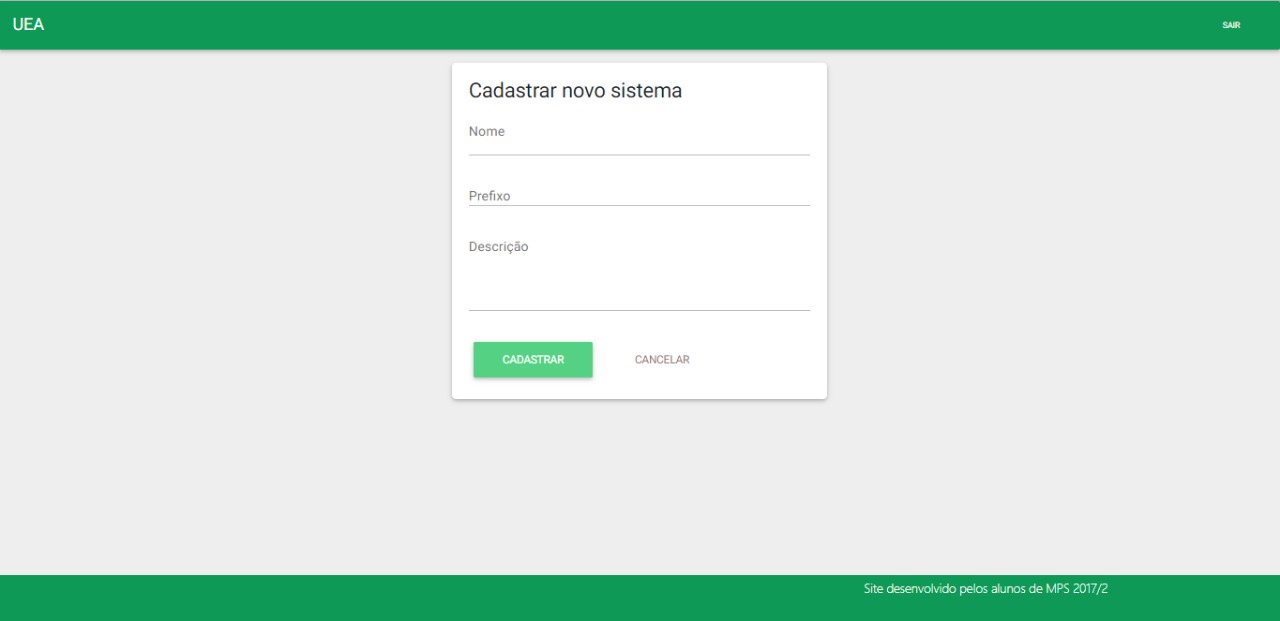 UEA
SAIR
Cadastrar novo sistema
Nome
Prefixo
Descrição
CADASTRAR
CANCELAR
Site desenvolvido pelos alunos de MPS 2017/2